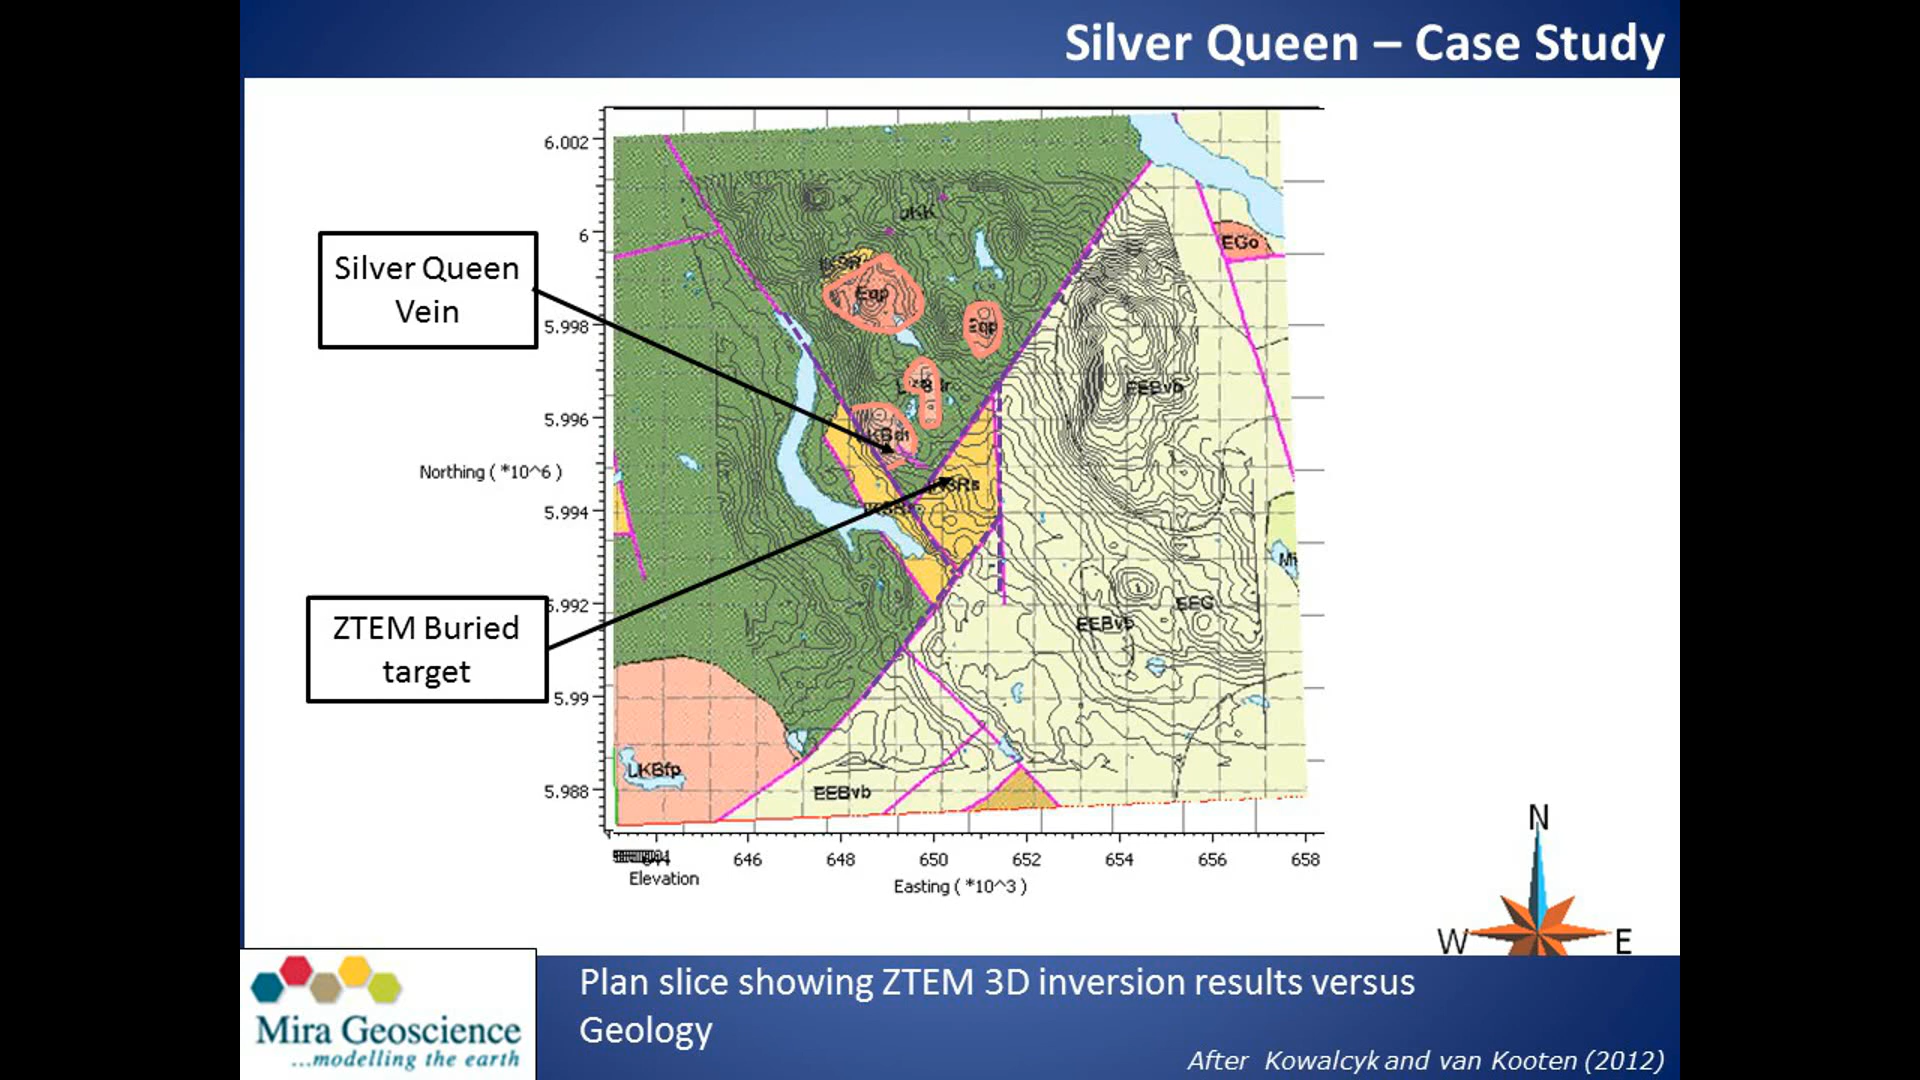 Silver Queen – Case Study
6.002
6
5.998
5.996
5.994
5.992
5.99
5.988
Northing ( *10^6 )
Silver Queen
Vein
ZTEM Buried
target
EGo
Eqp
Eqp
EEBvb
EEG
EEBvb
LKBfp
EEBvb
646
648
650
652
654
656
658
Elevation
Easting ( *10^3 )
N
W
E
Mira Geoscience
...modelling the earth
Plan slice showing ZTEM 3D inversion results versus
Geology
After Kowalcyk and van Kooten (2012)